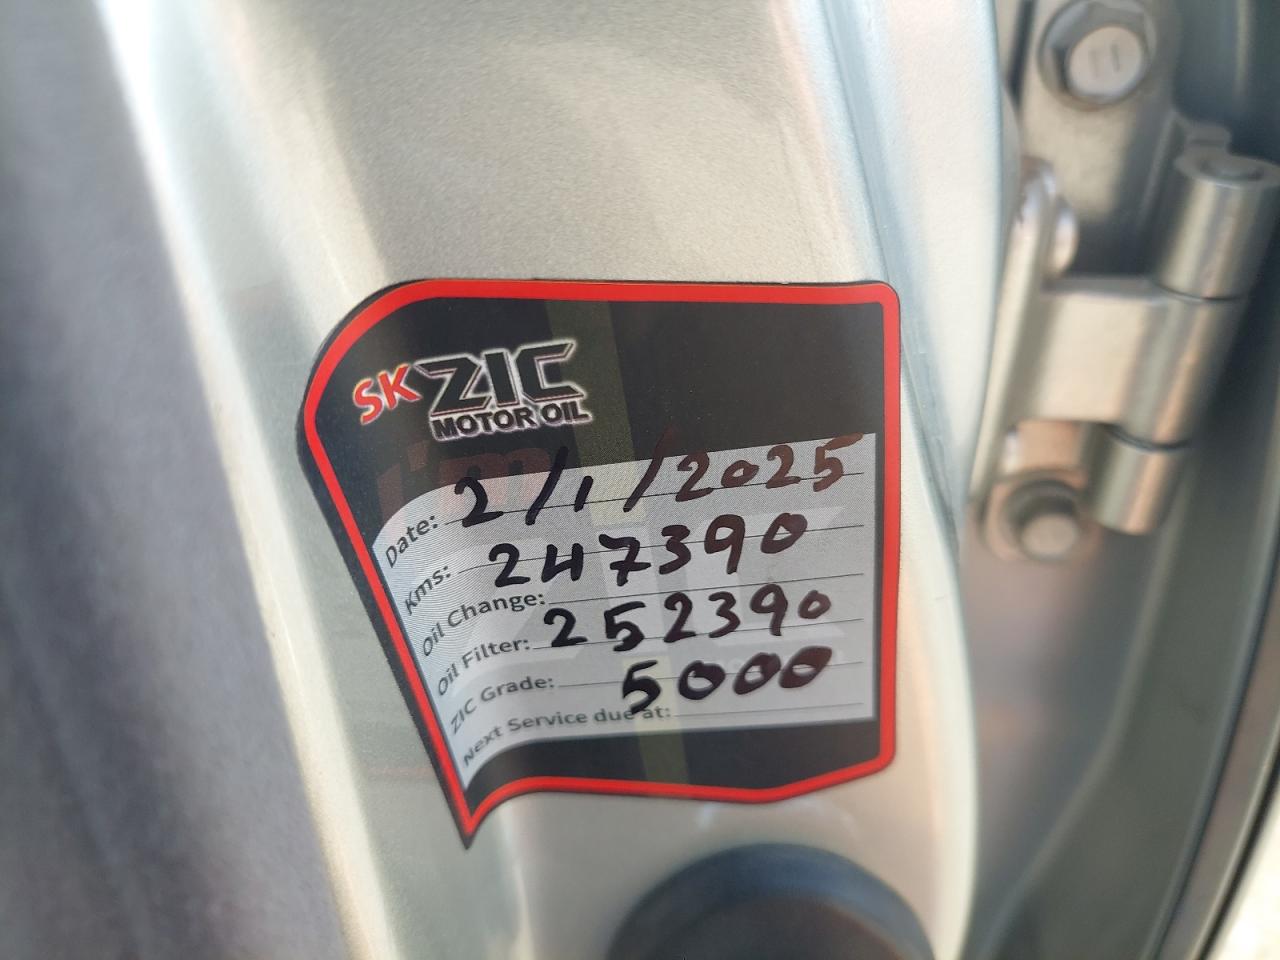 SK ZIC
MOTOR OIL
Date: 2/1/2025
Kms: 247390
Oil Change:
Oil Filter: 252390
ZIC Grade: 5000
Next Service due at: